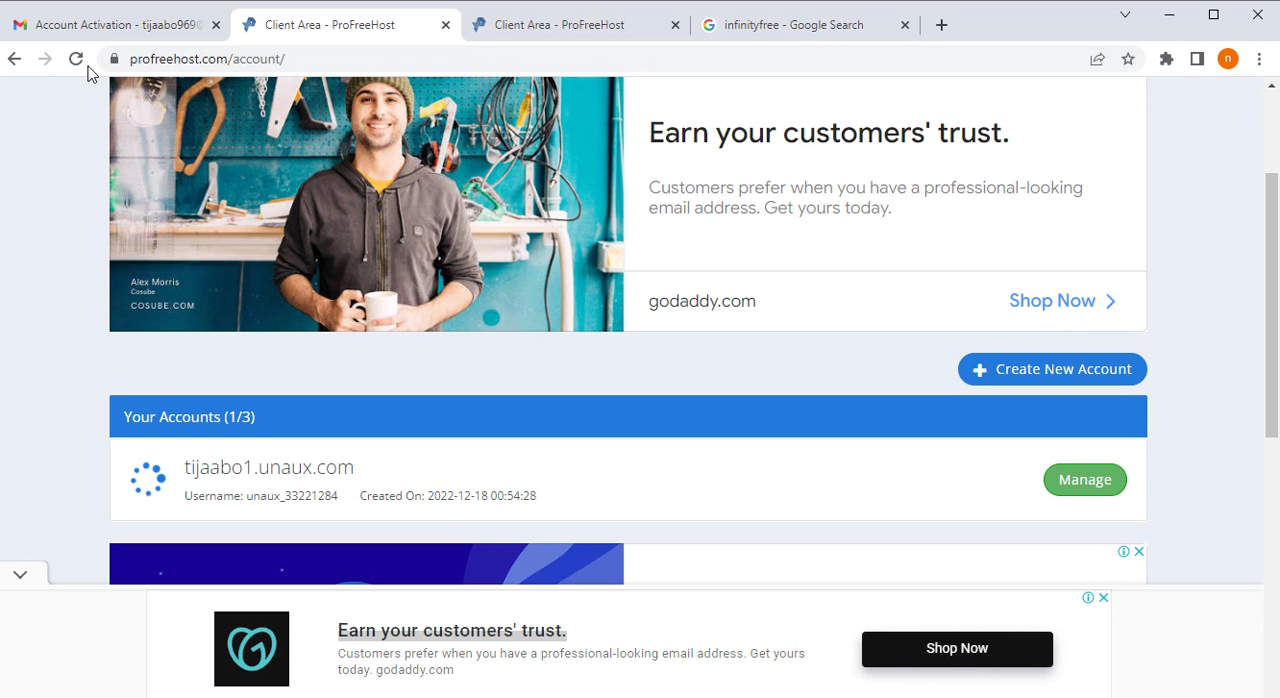 Account Activation - tijaabo969@
Client Area - ProFreeHost
Client Area - ProFreeHost
infinityfree - Google Search
profreehost.com/account/
n
Earn your customers' trust.
Customers prefer when you have a professional-looking
email address. Get yours today.
Alex Morris
Cosube
COSUBE.COM
godaddy.com
Shop Now
Create New Account
Your Accounts (1/3)
tijaabo1.unaux.com
Username: unaux_33221284 Created On: 2022-12-18 00:54:28
Manage
Earn your customers' trust.
Customers prefer when you have a professional-looking email address. Get yours
today. godaddy.com
Shop Now